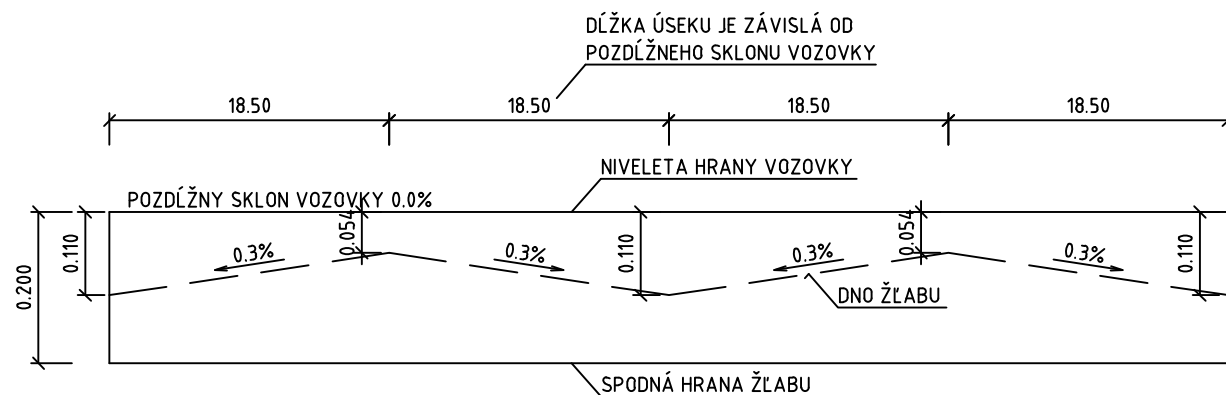 DĹŽKA ÚSEKU JE ZÁVISLÁ OD
POZDĹŽNEHO SKLONU VOZOVKY
18.50 18.50 18.50 18.50
NIVELETA HRANY VOZOVKY
POZDĹŽNY SKLON VOZOVKY 0.0%
0.200
0.110
0.3%
0.054
0.3%
0.110
0.3%
0.054
0.3%
0.110
DNO ŽĽABU
SPODNÁ HRANA ŽĽABU